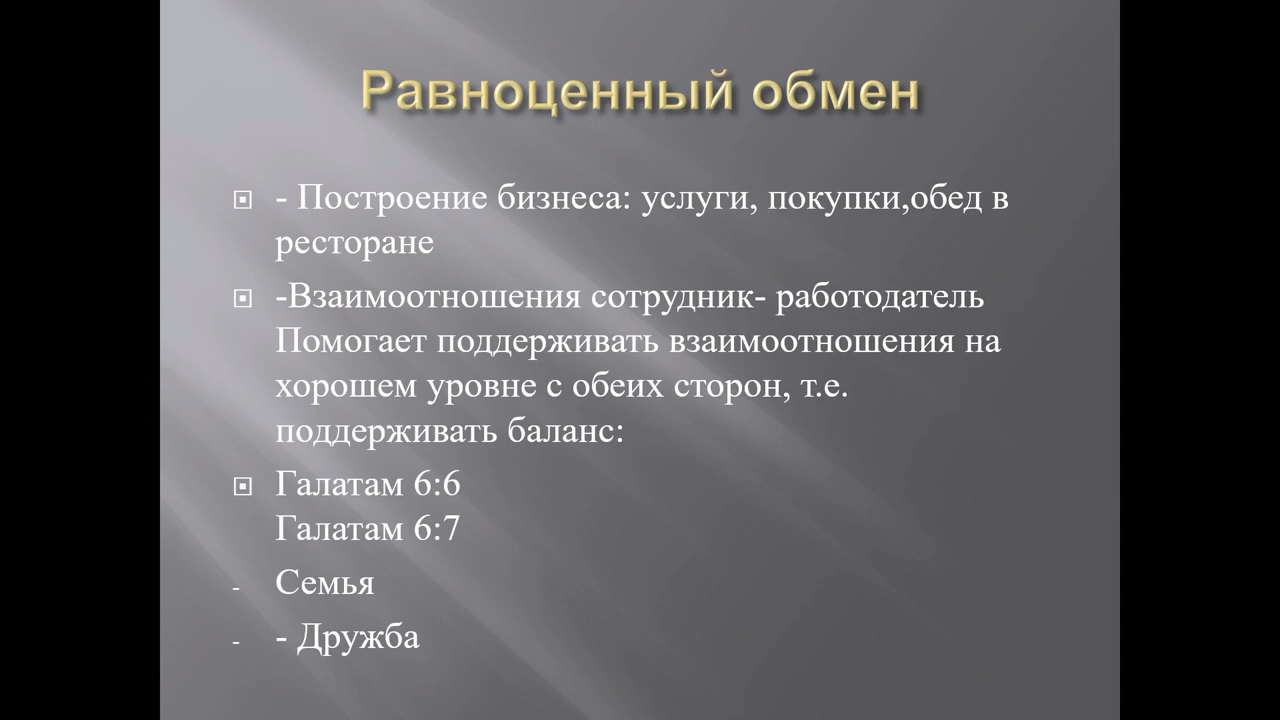 Равноценный обмен
- Построение бизнеса: услуги, покупки,обед в
ресторане
-Взаимоотношения сотрудник- работодатель
Помогает поддерживать взаимоотношения на
хорошем уровне с обеих сторон, т.е.
поддерживать баланс:
Галатам 6:6
Галатам 6:7
- Семья
- - Дружба